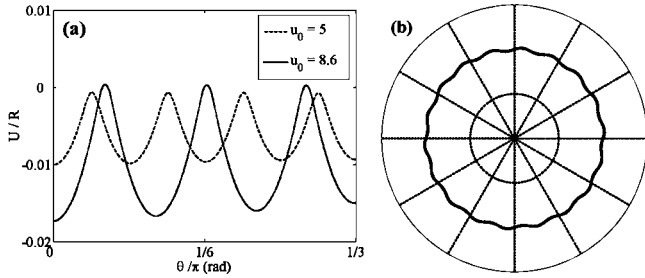 0.01
(a)
u₀ = 5
u₀ = 8.6
(b)
0
U / R
-0.01
-0.02
0
1/6
1/3
θ/π (rad)